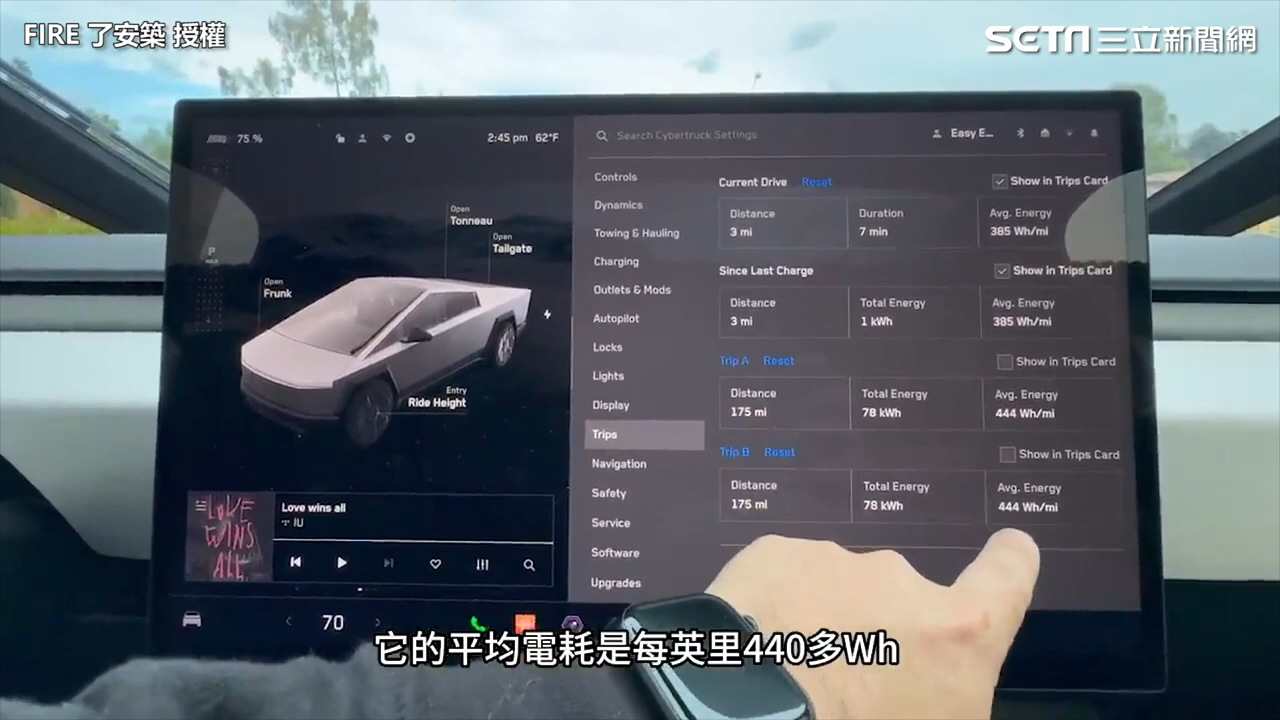 FIRE 了安築 授權
SETN三立新聞網
75 %
2:45 pm 62°F
Search Cybertruck Settings
Easy E...
Controls
Dynamics
Towing & Hauling
Charging
Outlets & Mods
Autopilot
Locks
Lights
Display
Trips
Navigation
Safety
Service
Software
Upgrades
Current Drive Reset
Show in Trips Card
Distance
3 mi
Duration
7 min
Avg. Energy
385 Wh/mi
Since Last Charge
Show in Trips Card
Distance
3 mi
Total Energy
1 kWh
Avg. Energy
385 Wh/mi
Trip A Reset
Show in Trips Card
Distance
175 mi
Total Energy
78 kWh
Avg. Energy
444 Wh/mi
Trip B Reset
Show in Trips Card
Distance
175 mi
Total Energy
78 kWh
Avg. Energy
444 Wh/mi
P
Open
Tonneau
Open
Tailgate
Open
Frunk
Entry
Ride Height
LOVE
WINS
ALL
Love wins all
IU
70
它的平均電耗是每英里440多Wh